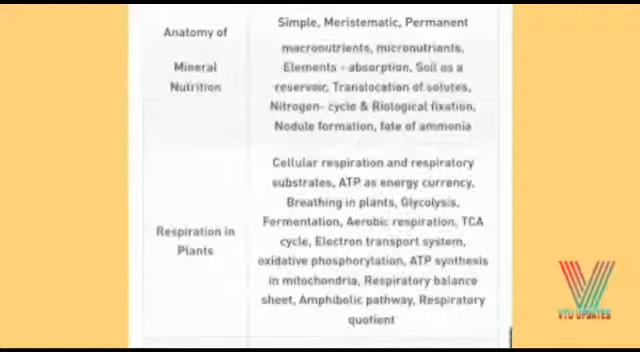 Anatomy of
Simple, Meristematic, Permanent
Mineral
Nutrition
macronutrients, micronutrients,
Elements - absorption, Soil as a
reservoir, Translocation of solutes,
Nitrogen- cycle & Biological fixation,
Nodule formation, fate of ammonia
Respiration in
Plants
Cellular respiration and respiratory
substrates, ATP as energy currency,
Breathing in plants, Glycolysis,
Fermentation, Aerobic respiration, TCA
cycle, Electron transport system,
oxidative phosphorylation, ATP synthesis
in mitochondria, Respiratory balance
sheet, Amphibolic pathway, Respiratory
quotient
VTU UPDATES